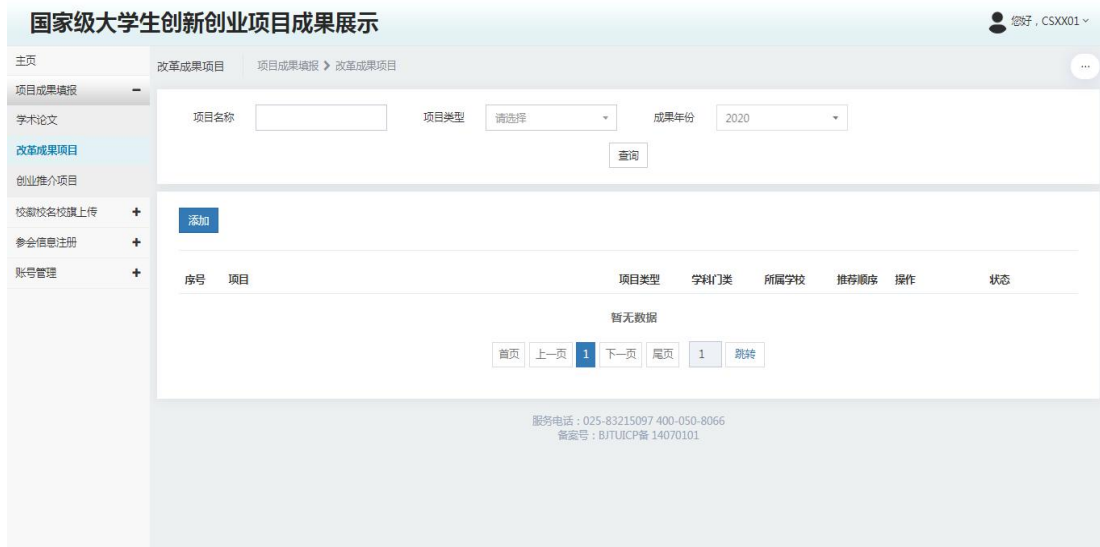 国家级大学生创新创业项目成果展示
您好，CSXX01
主页
项目成果填报
学术论文
改革成果项目
创业推介项目
校徽校名校旗上传
参会信息注册
账号管理
改革成果项目 项目成果填报 > 改革成果项目
...
项目名称 项目类型 请选择 成果年份 2020
查询
添加
序号 项目 项目类型 学科门类 所属学校 推荐顺序 操作 状态
暂无数据
首页 上一页 1 下一页 尾页 1 跳转
服务电话：025-83215097 400-050-8066
备案号：BJTUICP备 14070101